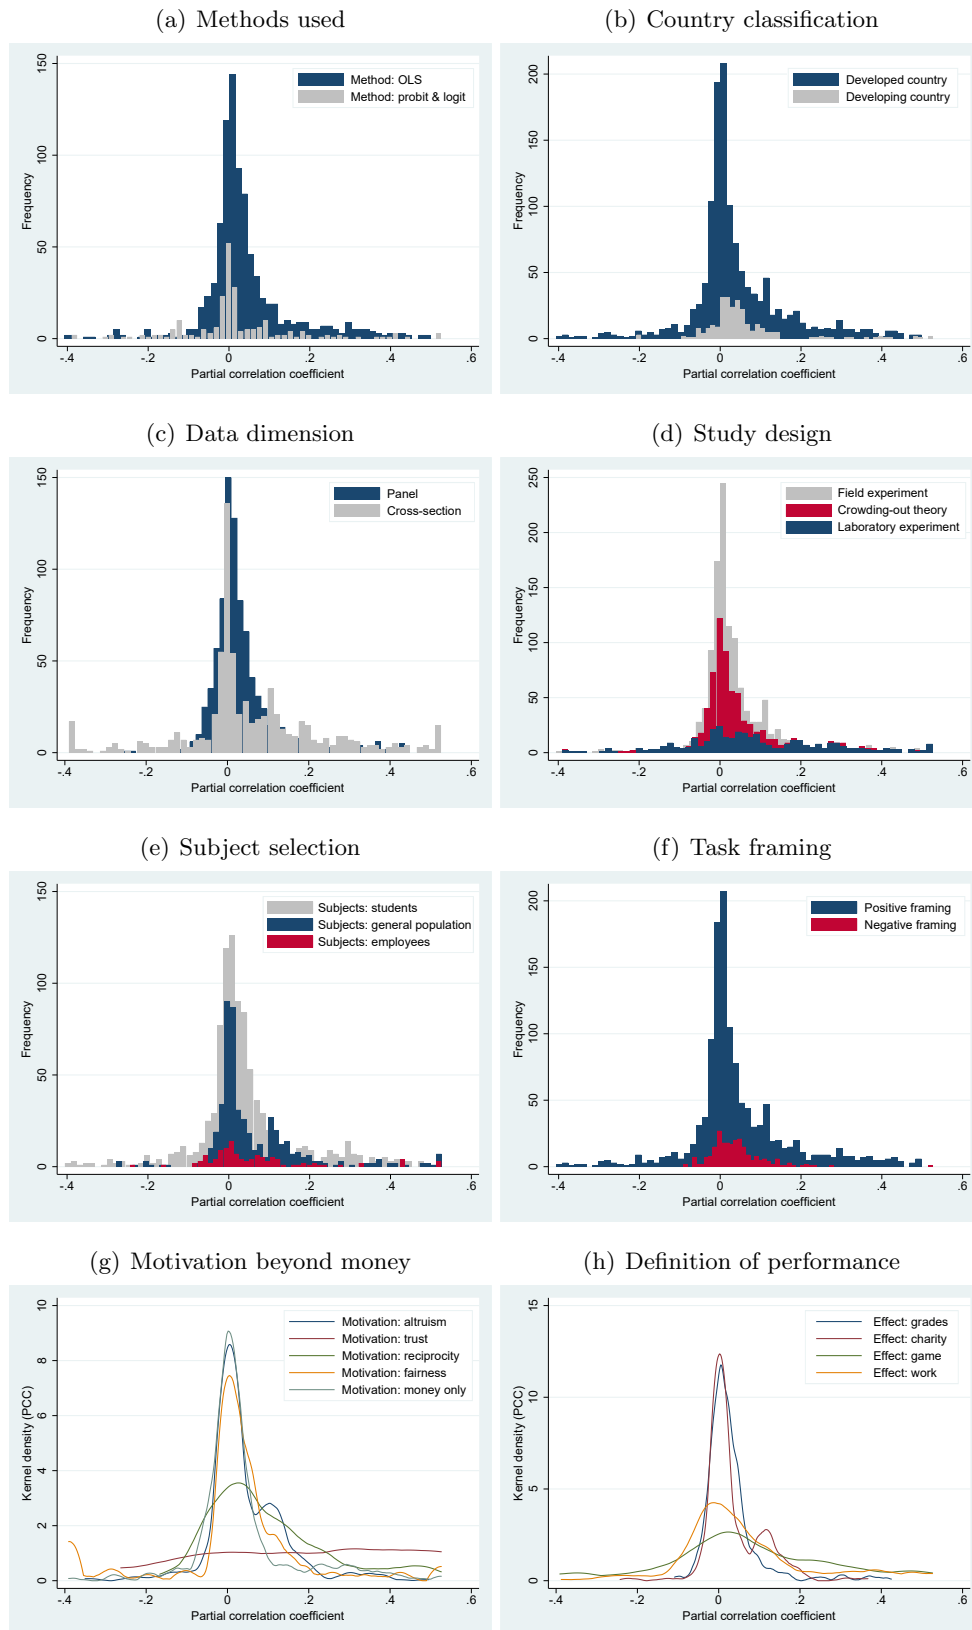 (a) Methods used
150
100
50
0
Frequency
-.4 -.2 0 .2 .4 .6
Partial correlation coefficient
Method: OLS
Method: probit & logit
(b) Country classification
200
150
100
50
0
Frequency
-.4 -.2 0 .2 .4 .6
Partial correlation coefficient
Developed country
Developing country
(c) Data dimension
150
100
50
0
Frequency
-.4 -.2 0 .2 .4 .6
Partial correlation coefficient
Panel
Cross-section
(d) Study design
250
200
150
100
50
0
Frequency
-.4 -.2 0 .2 .4 .6
Partial correlation coefficient
Field experiment
Crowding-out theory
Laboratory experiment
(e) Subject selection
150
100
50
0
Frequency
-.4 -.2 0 .2 .4 .6
Partial correlation coefficient
Subjects: students
Subjects: general population
Subjects: employees
(f) Task framing
200
150
100
50
0
Frequency
-.4 -.2 0 .2 .4 .6
Partial correlation coefficient
Positive framing
Negative framing
(g) Motivation beyond money
10
8
6
4
2
0
Kernel density (PCC)
-.4 -.2 0 .2 .4 .6
Partial correlation coefficient
Motivation: altruism
Motivation: trust
Motivation: reciprocity
Motivation: fairness
Motivation: money only
(h) Definition of performance
15
10
5
0
Kernel density (PCC)
-.4 -.2 0 .2 .4 .6
Partial correlation coefficient
Effect: grades
Effect: charity
Effect: game
Effect: work